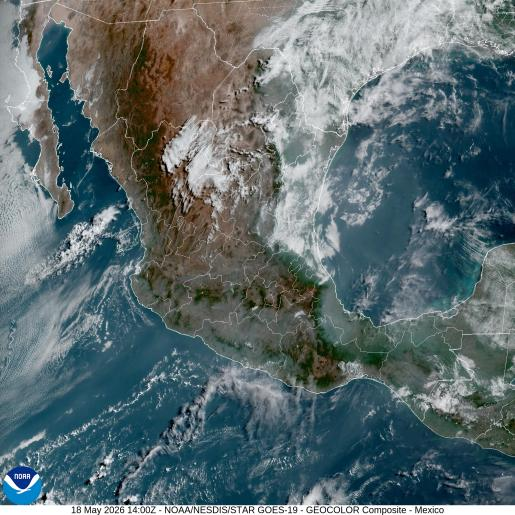 NOAA
18 May 2026 14:00Z - NOAA/NESDIS/STAR GOES-19 - GEOCOLOR Composite - Mexico